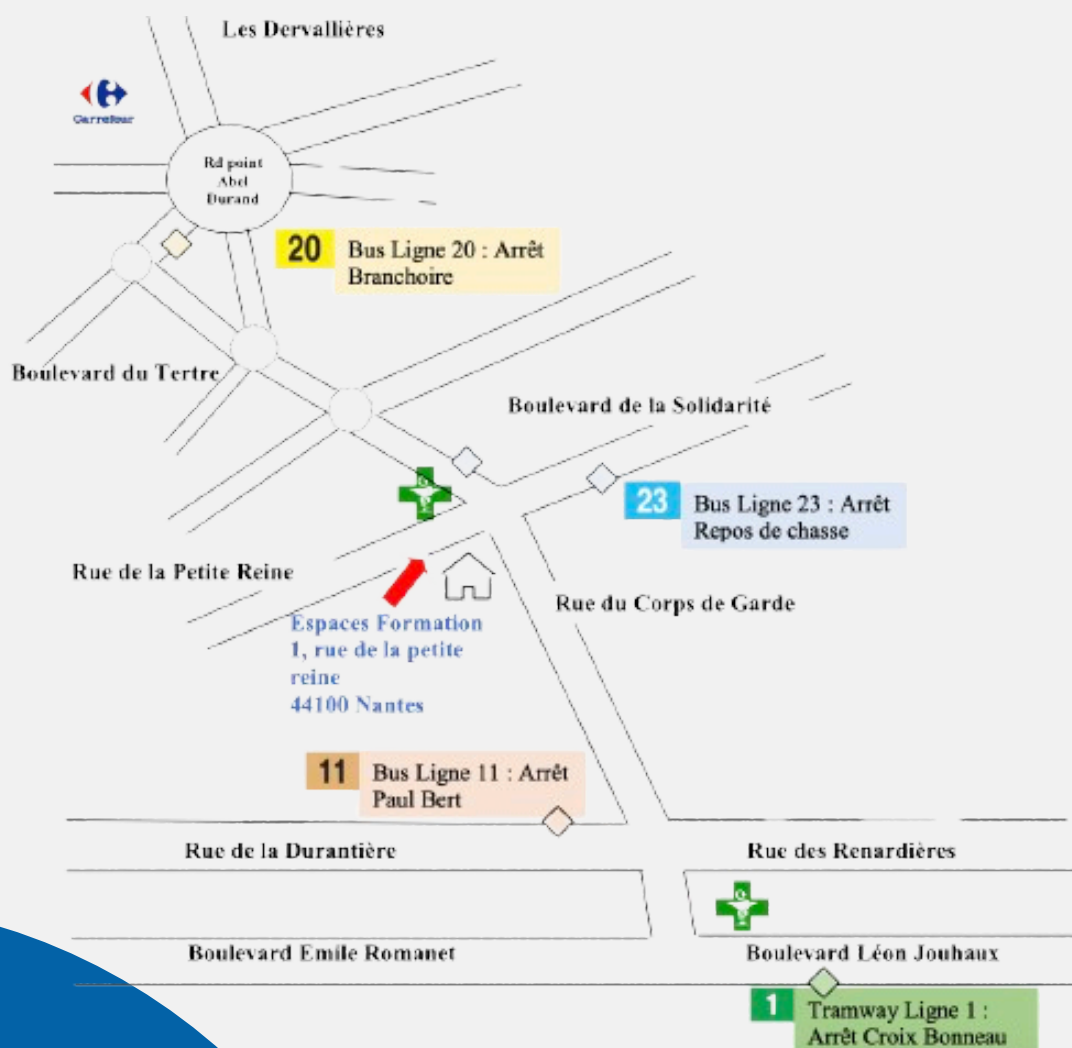 Les Dervallières
Carrefour
Rd point
Abel
Durand
20
Bus Ligne 20 : Arrêt
Branchoire
Boulevard du Tertre
Boulevard de la Solidarité
23
Bus Ligne 23 : Arrêt
Repos de chasse
Rue de la Petite Reine
Rue du Corps de Garde
Espaces Formation
1, rue de la petite
reine
44100 Nantes
11
Bus Ligne 11 : Arrêt
Paul Bert
Rue de la Durantière
Rue des Renardières
Boulevard Emile Romanet
Boulevard Léon Jouhaux
1
Tramway Ligne 1 :
Arrêt Croix Bonneau